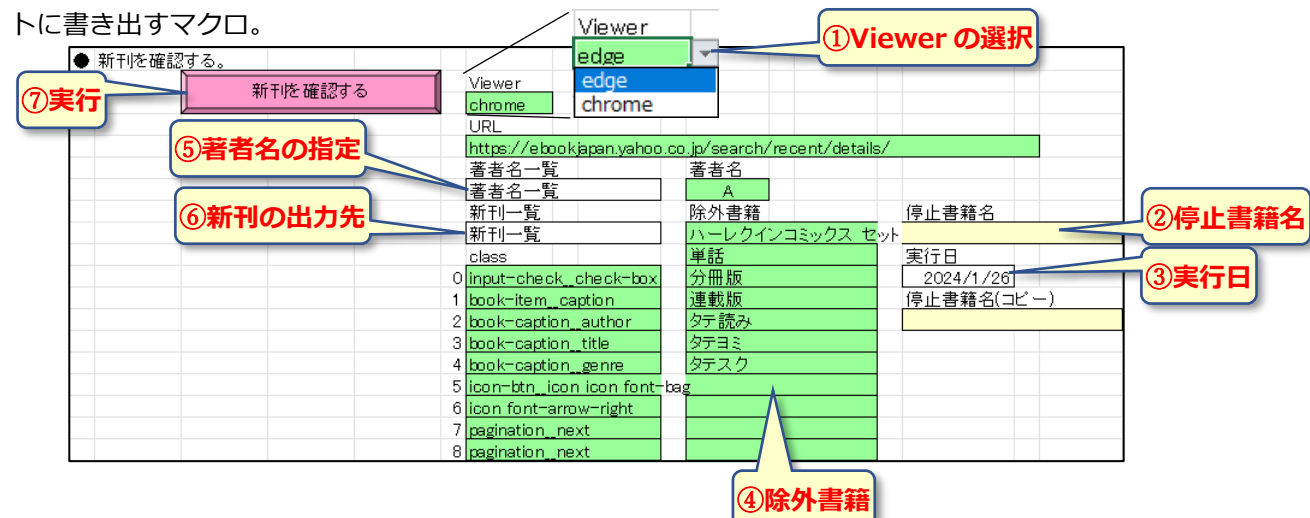 トに書き出すマクロ。
Viewer
edge
edge
chrome
①Viewer の選択
● 新刊を確認する。
新刊を確認する
⑦実行
Viewer
chrome
URL
https://ebookjapan.yahoo.co.jp/search/recent/details/
⑤著者名の指定
著者名一覧 著者名
著者名一覧 A
⑥新刊の出力先
新刊一覧 除外書籍 停止書籍名
新刊一覧 ハーレクインコミックス セット
②停止書籍名
class 単話 実行日
0 input-check__check-box 分冊版 2024/1/26
③実行日
1 book-item__caption 連載版 停止書籍名(コピー)
2 book-caption__author タテ読み
3 book-caption__title タテヨミ
4 book-caption__genre タテスク
5 icon-btn__icon icon font-bag
6 icon font-arrow-right
7 pagination__next
8 pagination__next
④除外書籍